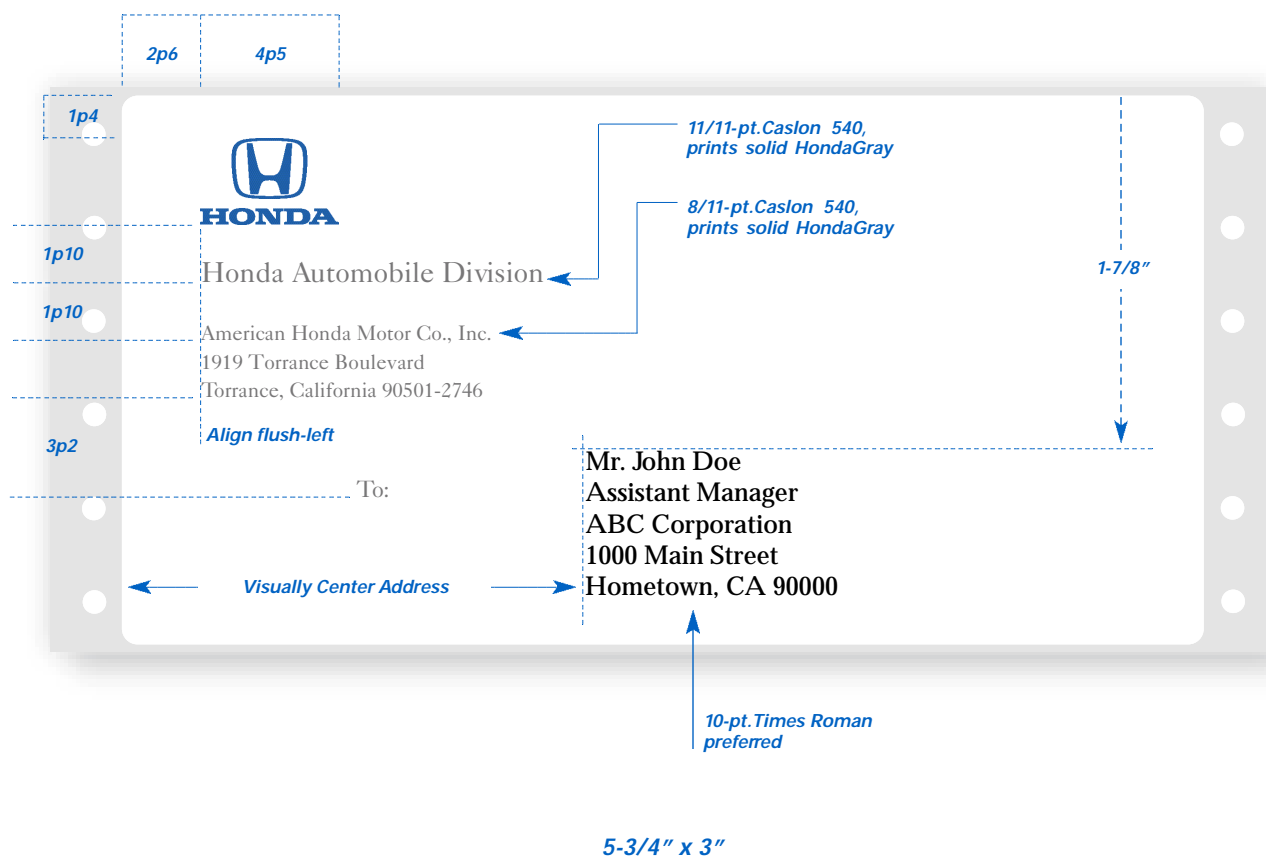 2p6 4p5
1p4
11/11-pt.Caslon 540,
prints solid HondaGray
HONDA
8/11-pt.Caslon 540,
prints solid HondaGray
1p10
Honda Automobile Division
1-7/8″
1p10
American Honda Motor Co., Inc.
1919 Torrance Boulevard
Torrance, California 90501-2746
Align flush-left
3p2
Mr. John Doe
To:
Assistant Manager
ABC Corporation
1000 Main Street
Visually Center Address
Hometown, CA 90000
10-pt.Times Roman
preferred
5-3/4″ x 3″